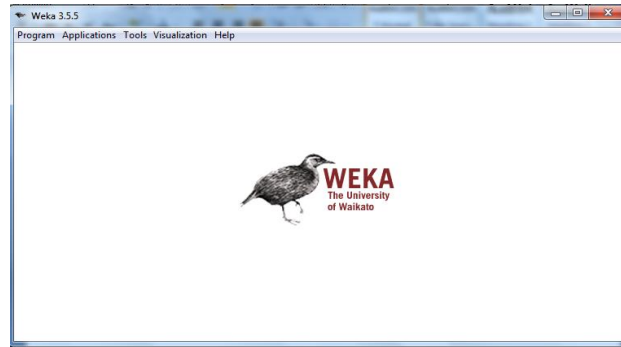 Weka 3.5.5
Program Applications Tools Visualization Help
WEKA
The University
of Waikato